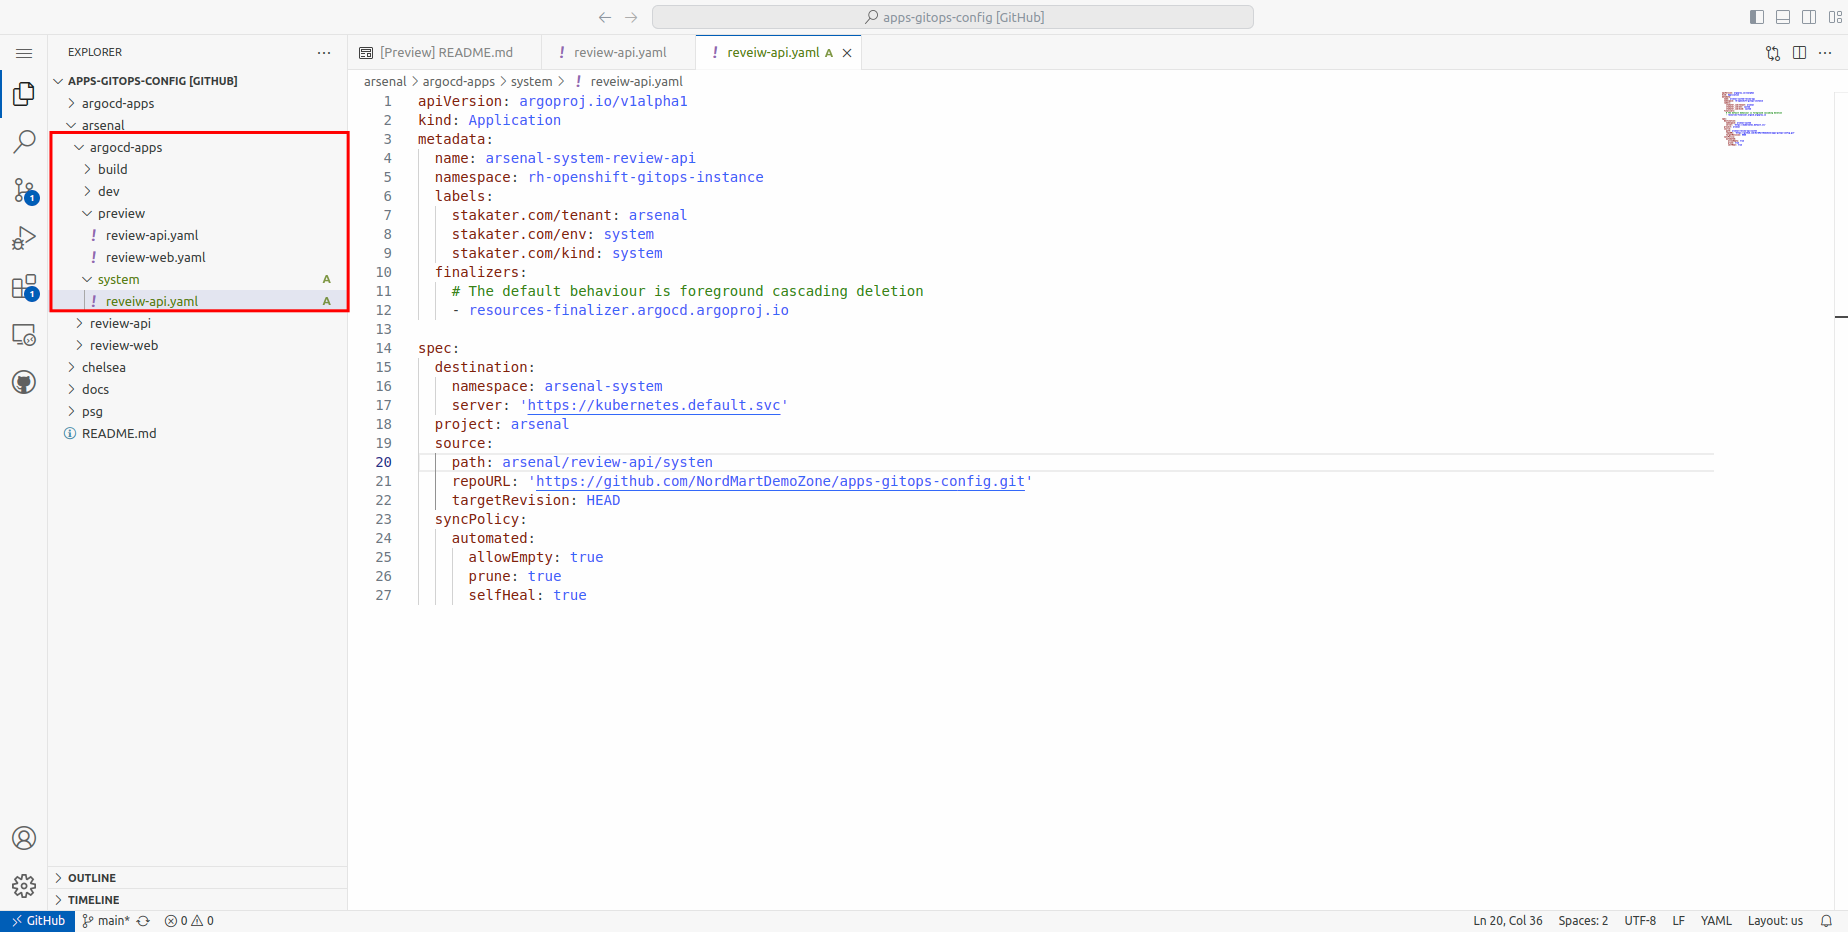 apps-gitops-config [GitHub]
EXPLORER
APPS-GITOPS-CONFIG [GITHUB]
argocd-apps
arsenal
argocd-apps
build
dev
preview
! review-api.yaml
! review-web.yaml
system A
! reveiw-api.yaml A
review-api
review-web
chelsea
docs
psg
README.md
OUTLINE
TIMELINE
1
1
[Preview] README.md
! review-api.yaml
! reveiw-api.yaml A
arsenal > argocd-apps > system > ! reveiw-api.yaml
1 apiVersion: argoproj.io/v1alpha1
2 kind: Application
3 metadata:
4 name: arsenal-system-review-api
5 namespace: rh-openshift-gitops-instance
6 labels:
7 stakater.com/tenant: arsenal
8 stakater.com/env: system
9 stakater.com/kind: system
10 finalizers:
11 # The default behaviour is foreground cascading deletion
12 - resources-finalizer.argocd.argoproj.io
13
14 spec:
15 destination:
16 namespace: arsenal-system
17 server: 'https://kubernetes.default.svc'
18 project: arsenal
19 source:
20 path: arsenal/review-api/systen
21 repoURL: 'https://github.com/NordMartDemoZone/apps-gitops-config.git'
22 targetRevision: HEAD
23 syncPolicy:
24 automated:
25 allowEmpty: true
26 prune: true
27 selfHeal: true
GitHub main* 0 0 Ln 20, Col 36 Spaces: 2 UTF-8 LF YAML Layout: us